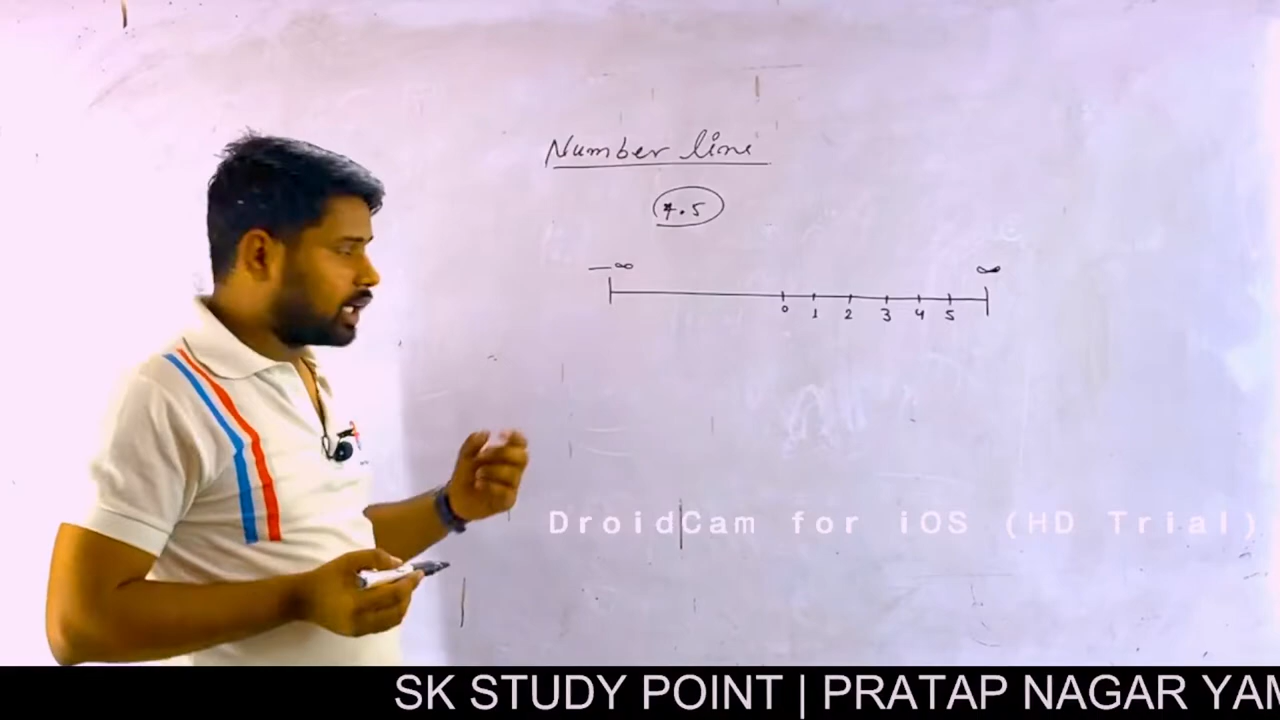 Number line
4.5
-∞ ∞
0 1 2 3 4 5
DroidCam for iOS (HD Trial)
SK STUDY POINT | PRATAP NAGAR YAM